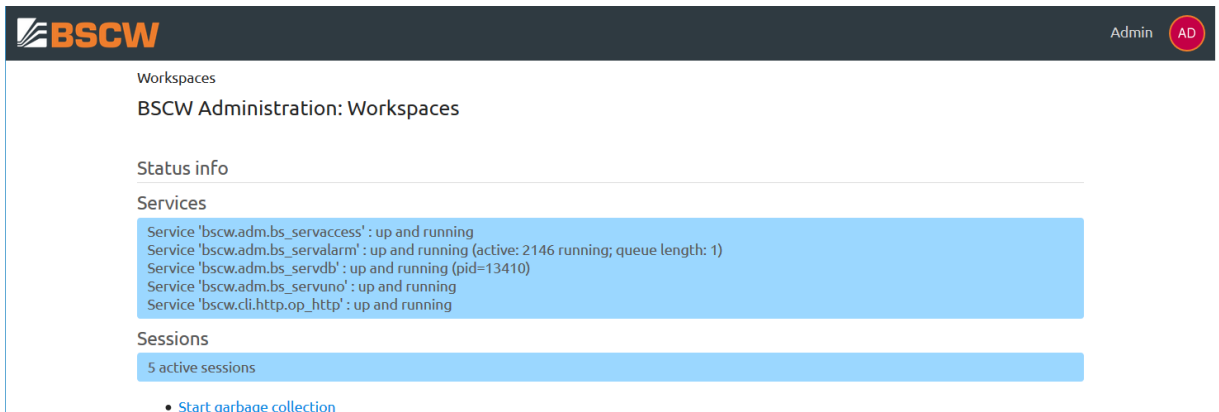 BSCW
Admin AD
Workspaces
BSCW Administration: Workspaces
Status info
Services
Service 'bscw.adm.bs_servaccess' : up and running
Service 'bscw.adm.bs_servalarm' : up and running (active: 2146 running; queue length: 1)
Service 'bscw.adm.bs_servdb' : up and running (pid=13410)
Service 'bscw.adm.bs_servuno' : up and running
Service 'bscw.cli.http.op_http' : up and running
Sessions
5 active sessions
• Start garbage collection